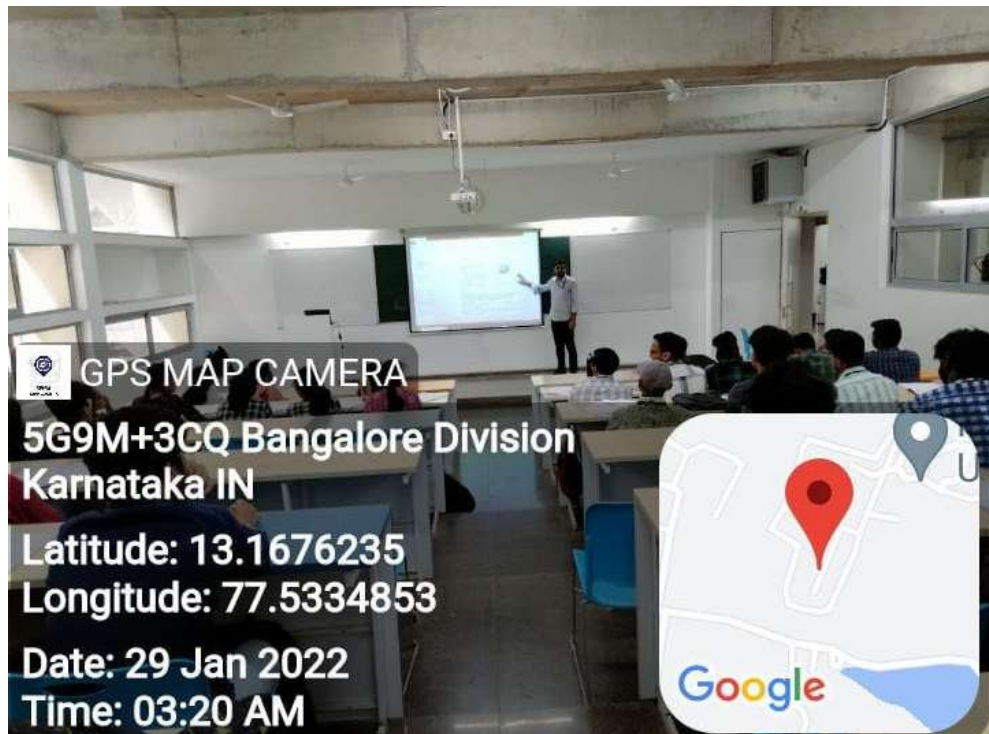 GPS MAP CAMERA
5G9M+3CQ Bangalore Division
Karnataka IN
Latitude: 13.1676235
Longitude: 77.5334853
Date: 29 Jan 2022
Time: 03:20 AM
U
Google